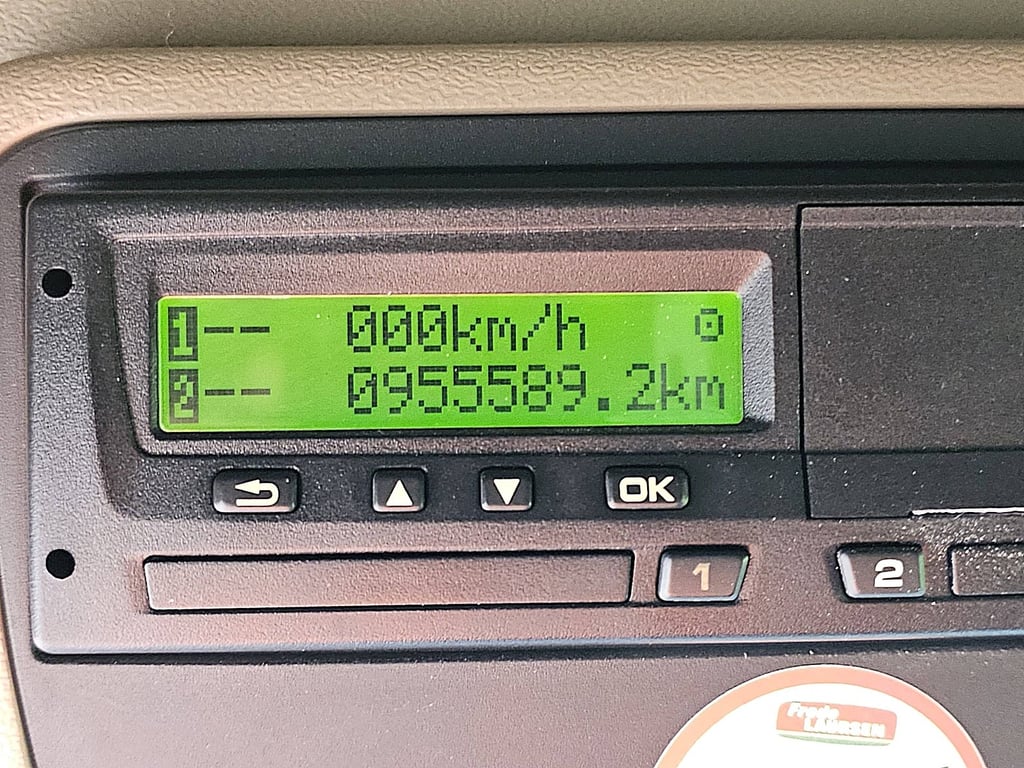 1-- 000km/h
2-- 0955589.2km
OK
1 2
Frode
LAURSEN